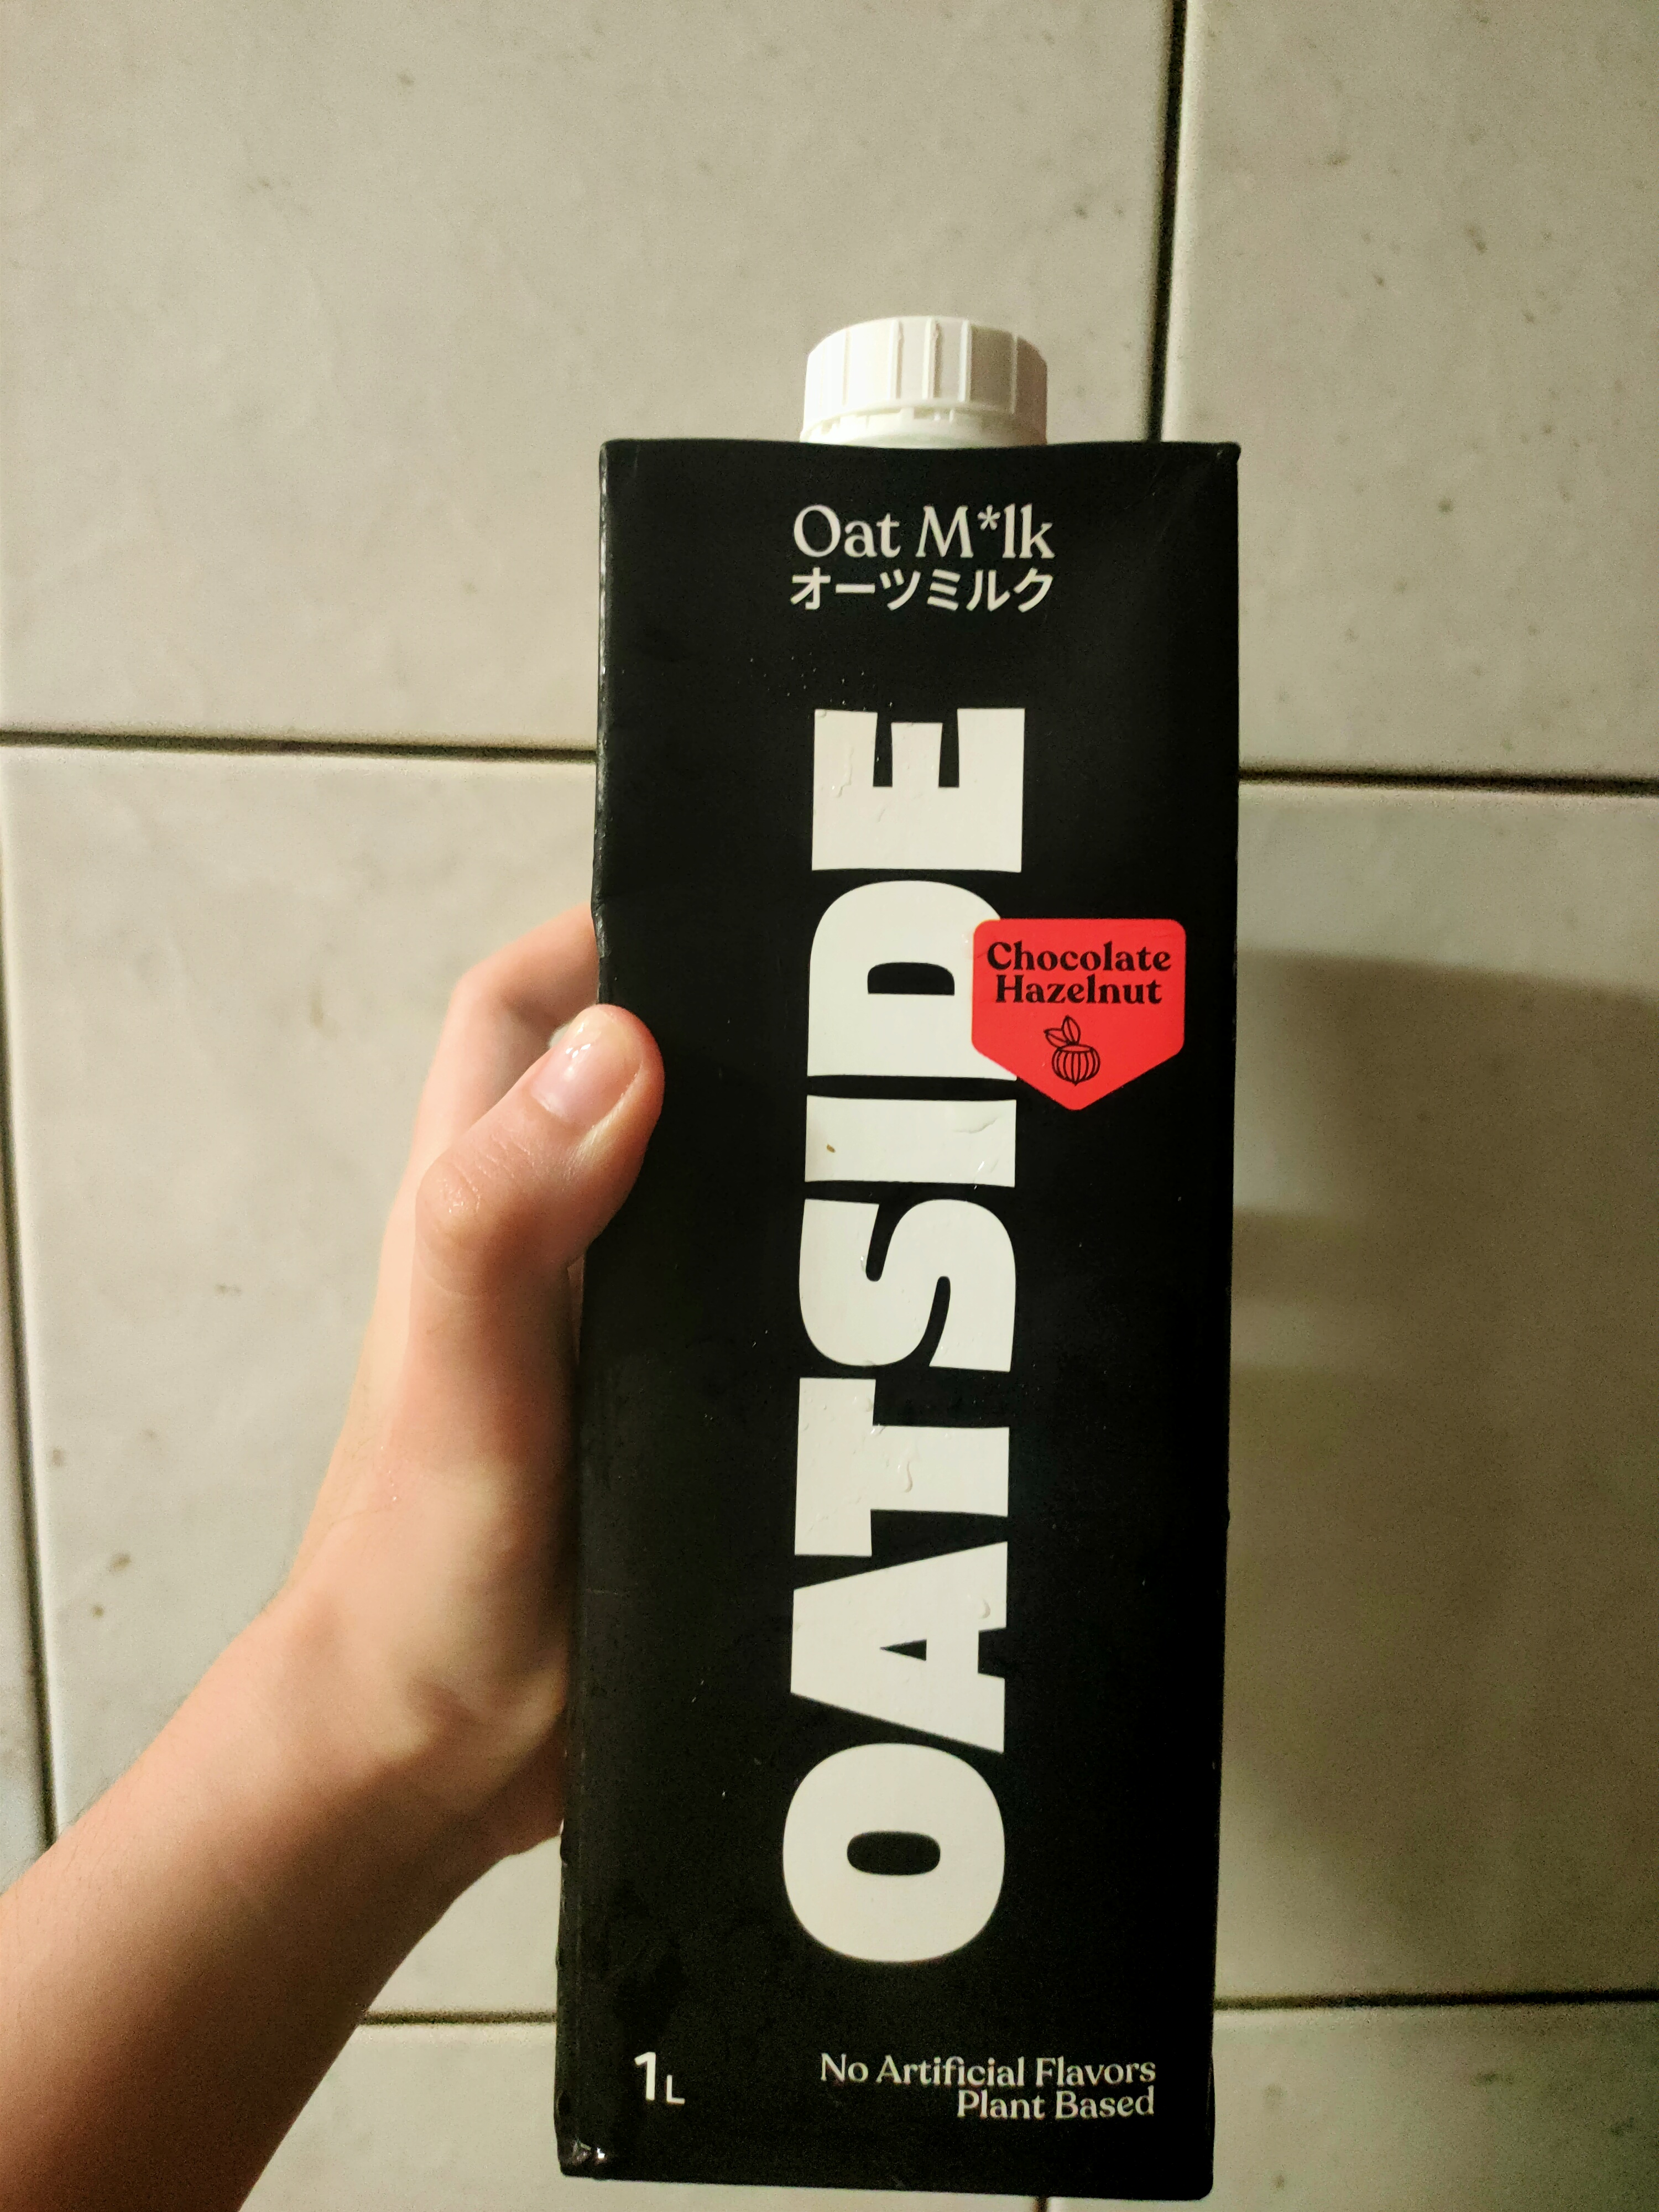 Oat M*lk
オーツミルク
OATSIDE
Chocolate
Hazelnut
1L
No Artificial Flavors
Plant Based